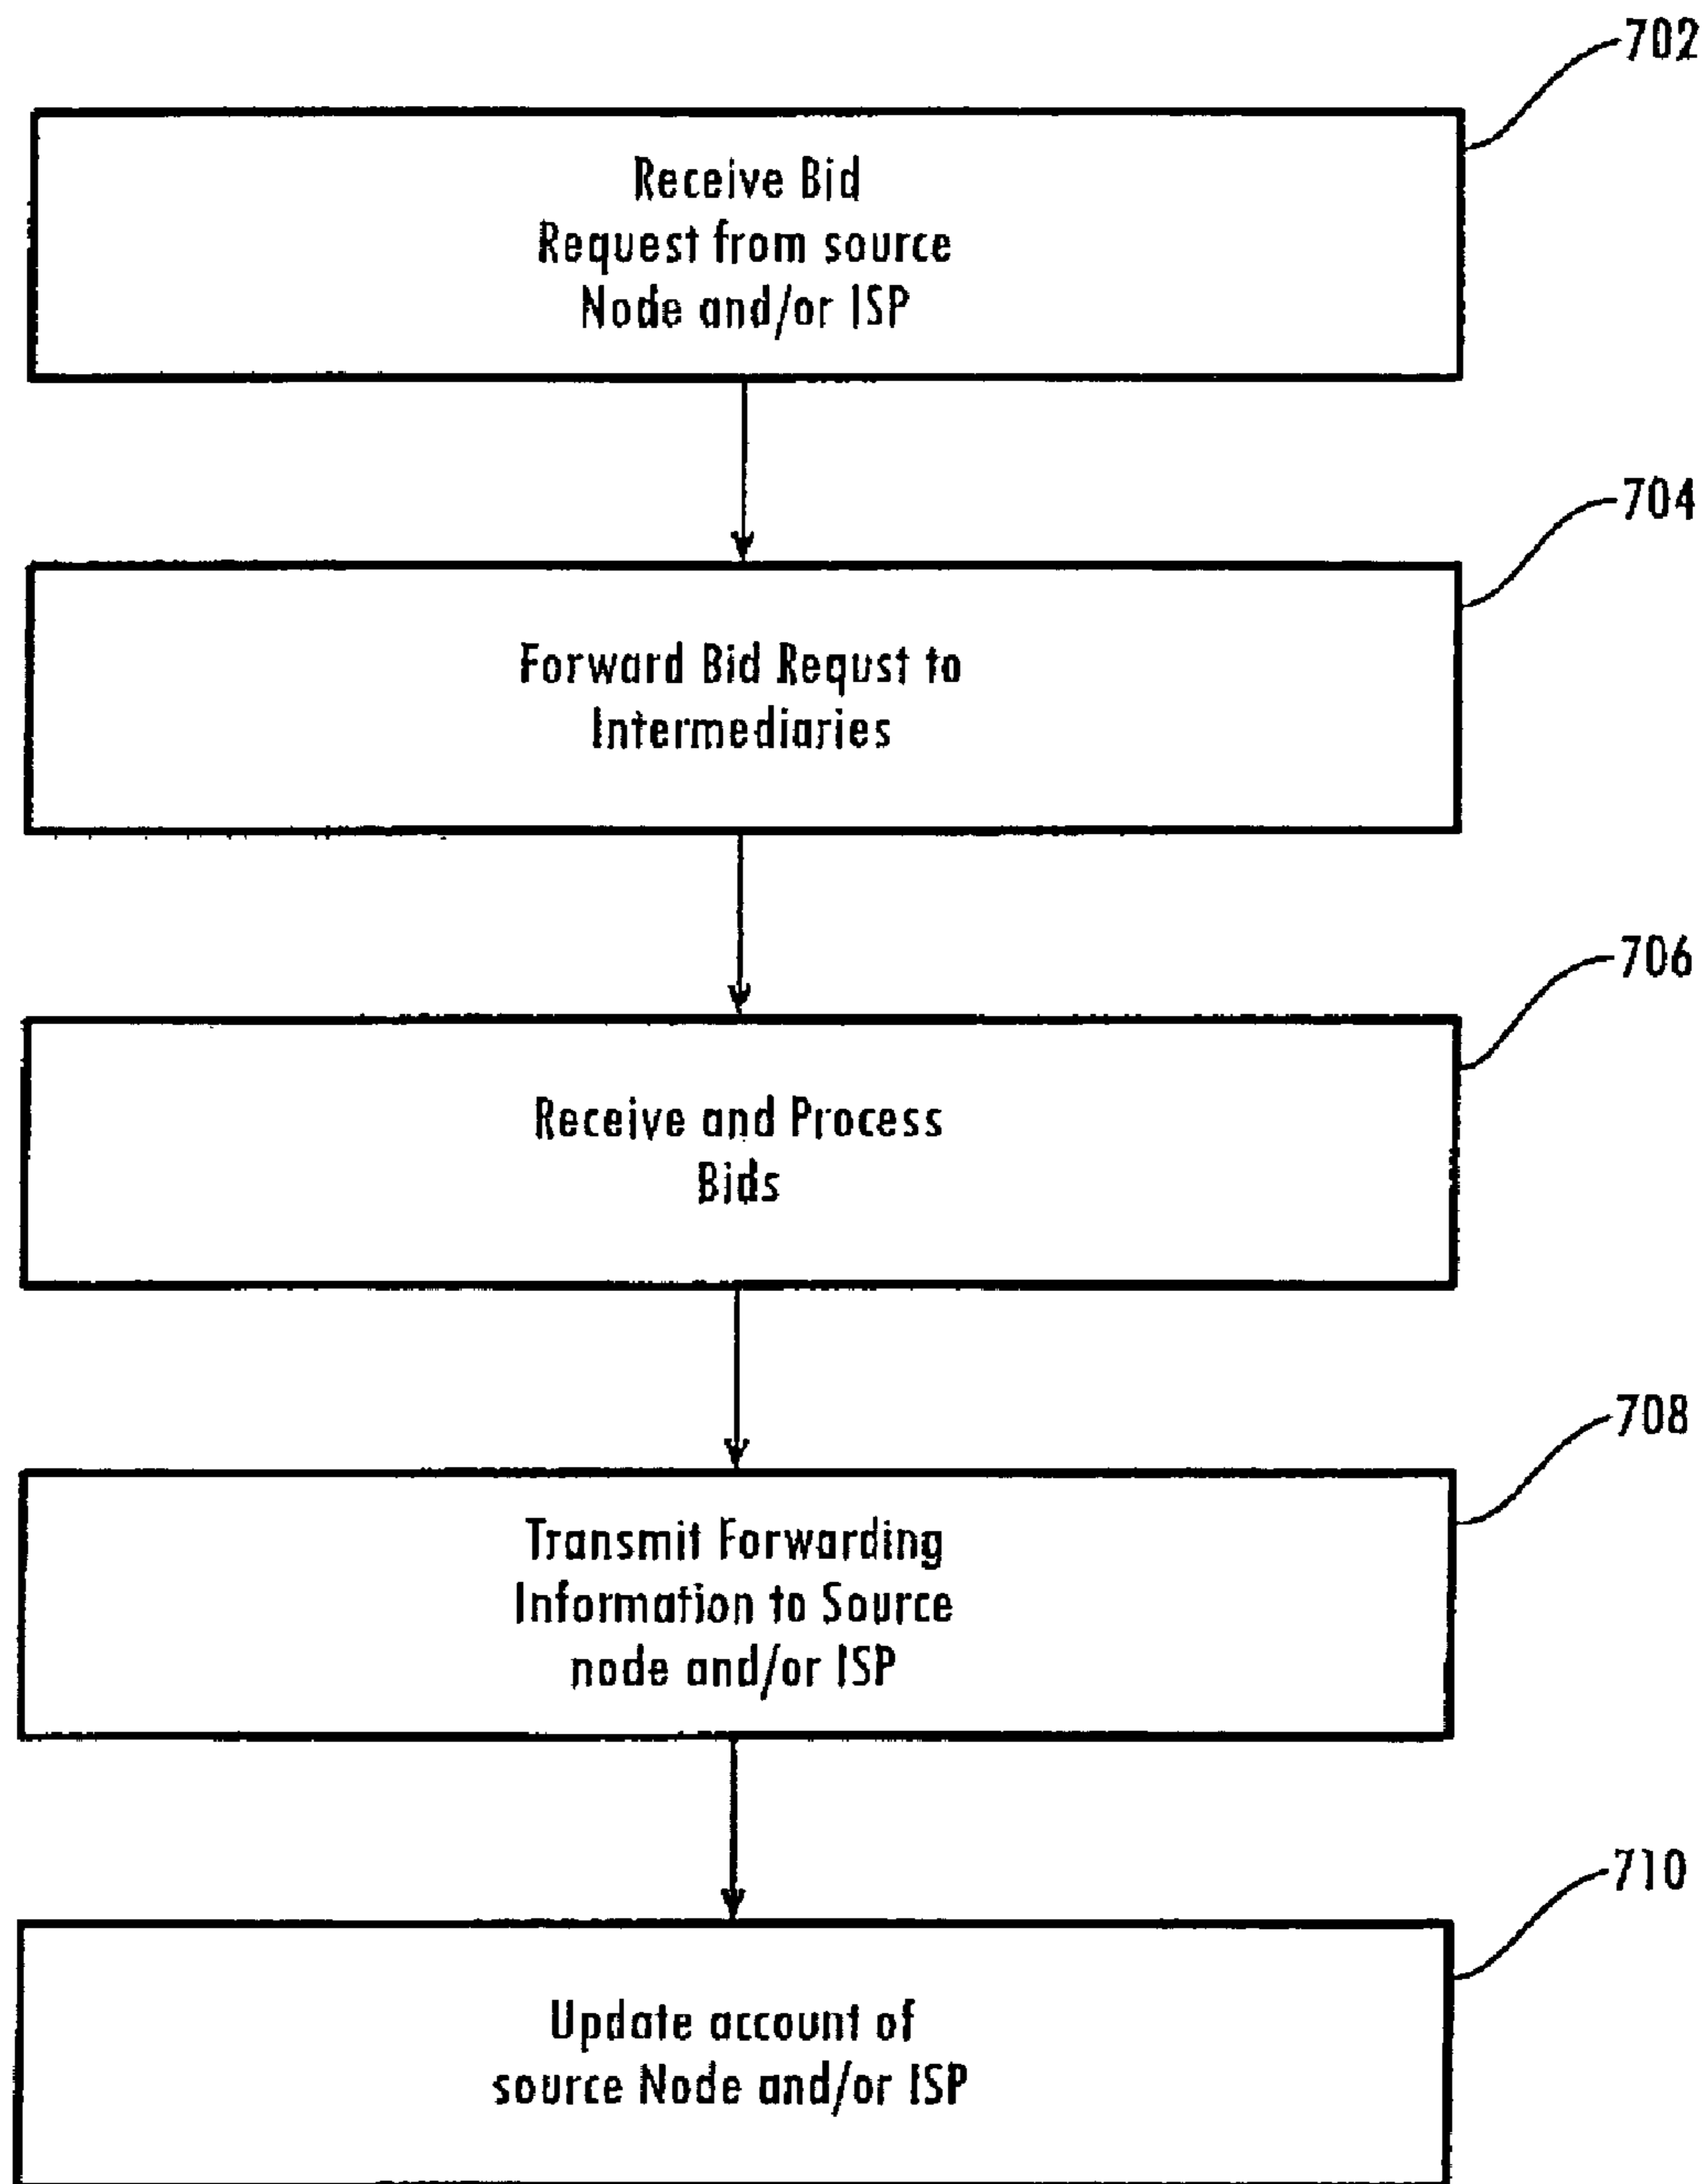 702
Receive Bid
Request from source
Node and/or ISP
704
Forward Bid Requst to
Intermediaries
706
Receive and Process
Bids
708
Transmit Forwarding
Information to Source
node and/or ISP
710
Update account of
source Node and/or ISP